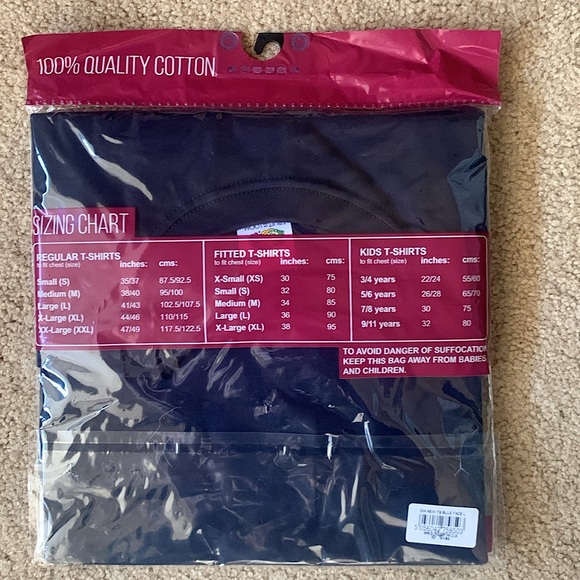 100% QUALITY COTTON
SIZING CHART
REGULAR T-SHIRTS
to fit chest (size) inches: cms:
Small (S) 35/37 87.5/92.5
Medium (M) 38/40 95/100
Large (L) 41/43 102.5/107.5
X-Large (XL) 44/46 110/115
XX-Large (XXL) 47/49 117.5/122.5
FITTED T-SHIRTS
to fit chest (size) inches: cms:
X-Small (XS) 30 75
Small (S) 32 80
Medium (M) 34 85
Large (L) 36 90
X-Large (XL) 38 95
KIDS T-SHIRTS
to fit chest (size) inches: cms:
3/4 years 22/24 55/60
5/6 years 26/28 65/70
7/8 years 30 75
9/11 years 32 80
TO AVOID DANGER OF SUFFOCATION
KEEP THIS BAG AWAY FROM BABIES
AND CHILDREN.